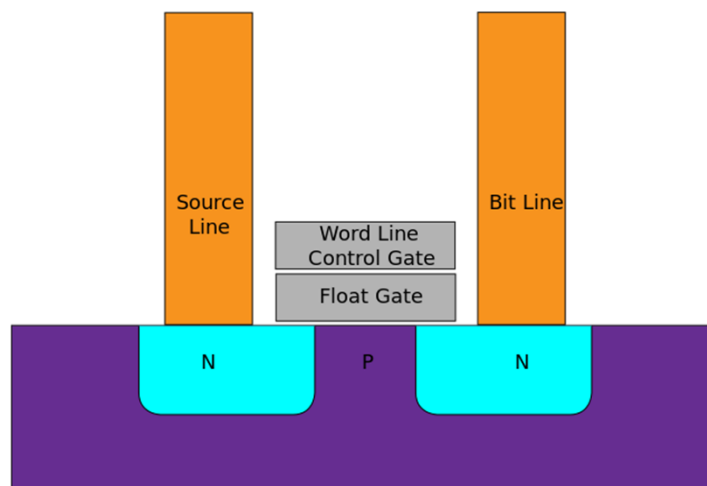 Source
Line
Word Line
Control Gate
Float Gate
Bit Line
N
P
N